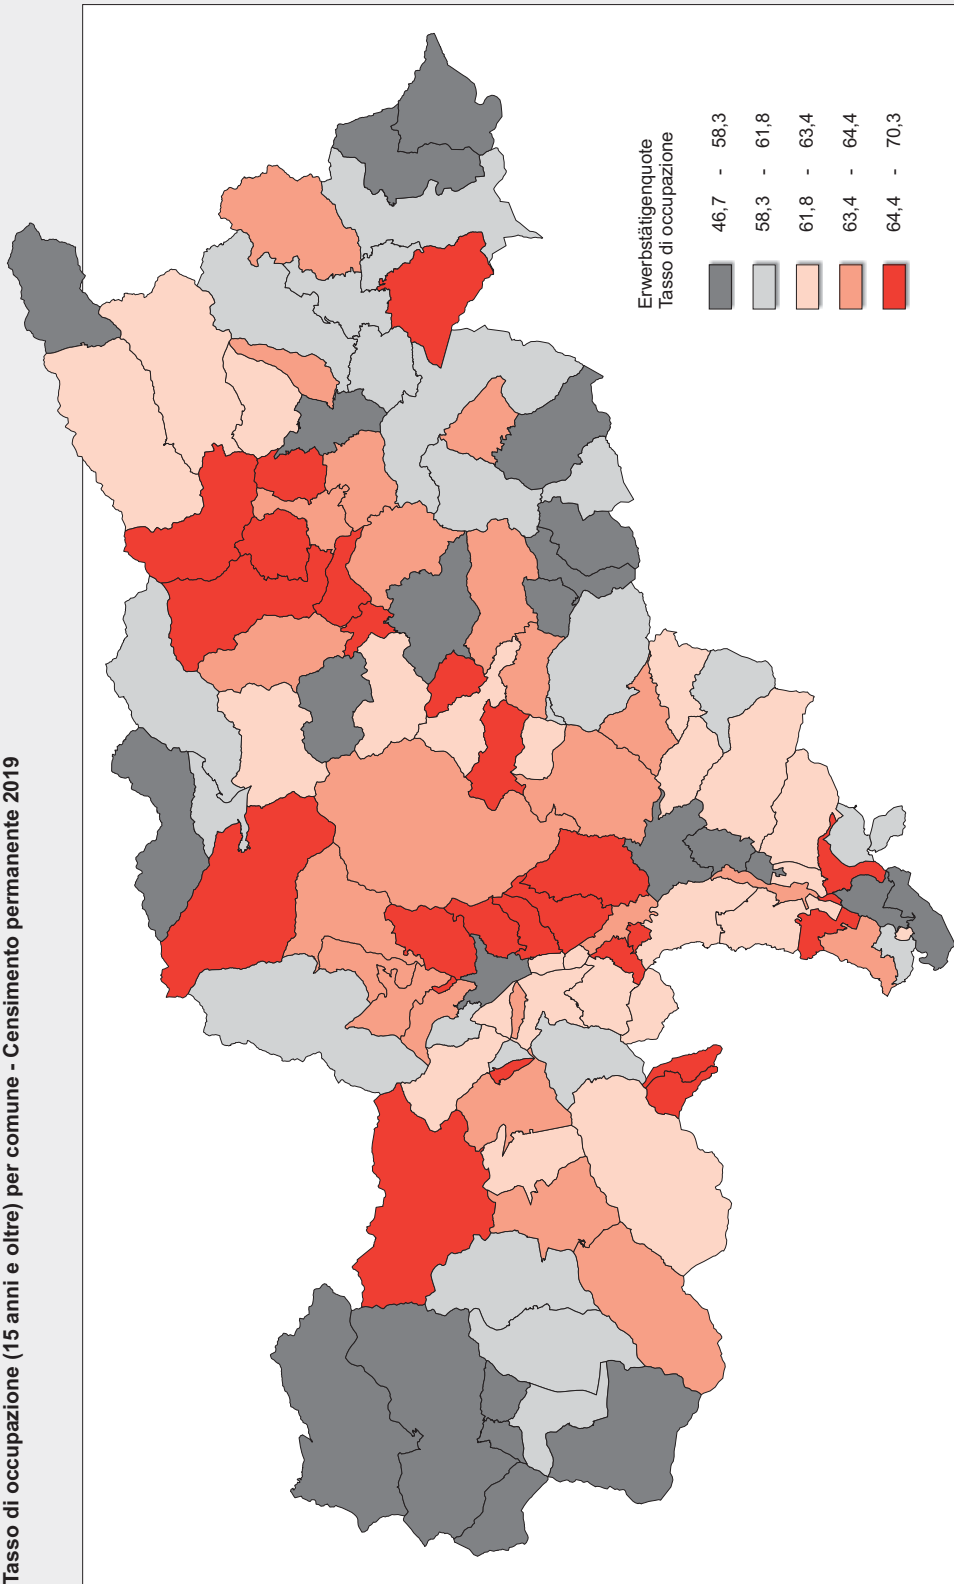 Tasso di occupazione (15 anni e oltre) per comune - Censimento permanente 2019
Erwerbstätigenquote
Tasso di occupazione
46,7 - 58,3
58,3 - 61,8
61,8 - 63,4
63,4 - 64,4
64,4 - 70,3